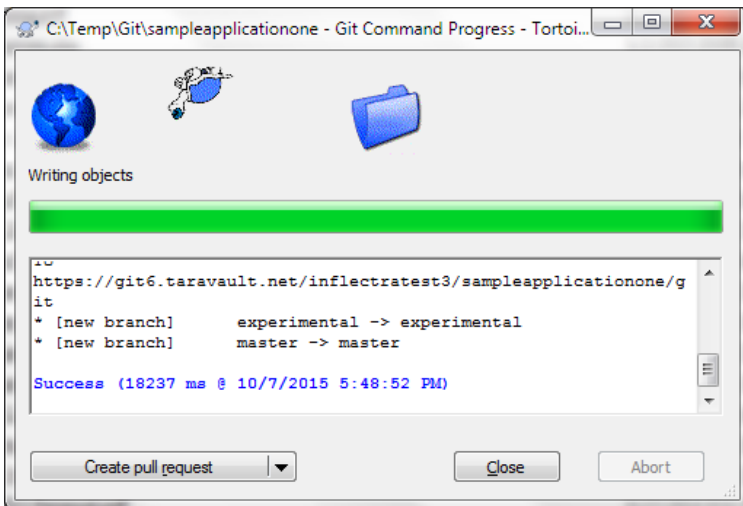 C:\Temp\Git\sampleapplicationone - Git Command Progress - Tortoi...
Writing objects
https://git6.taravault.net/inflectratest3/sampleapplicationone/g
it
* [new branch]      experimental -> experimental
* [new branch]      master -> master
Success (18237 ms @ 10/7/2015 5:48:52 PM)
Create pull request
Close
Abort